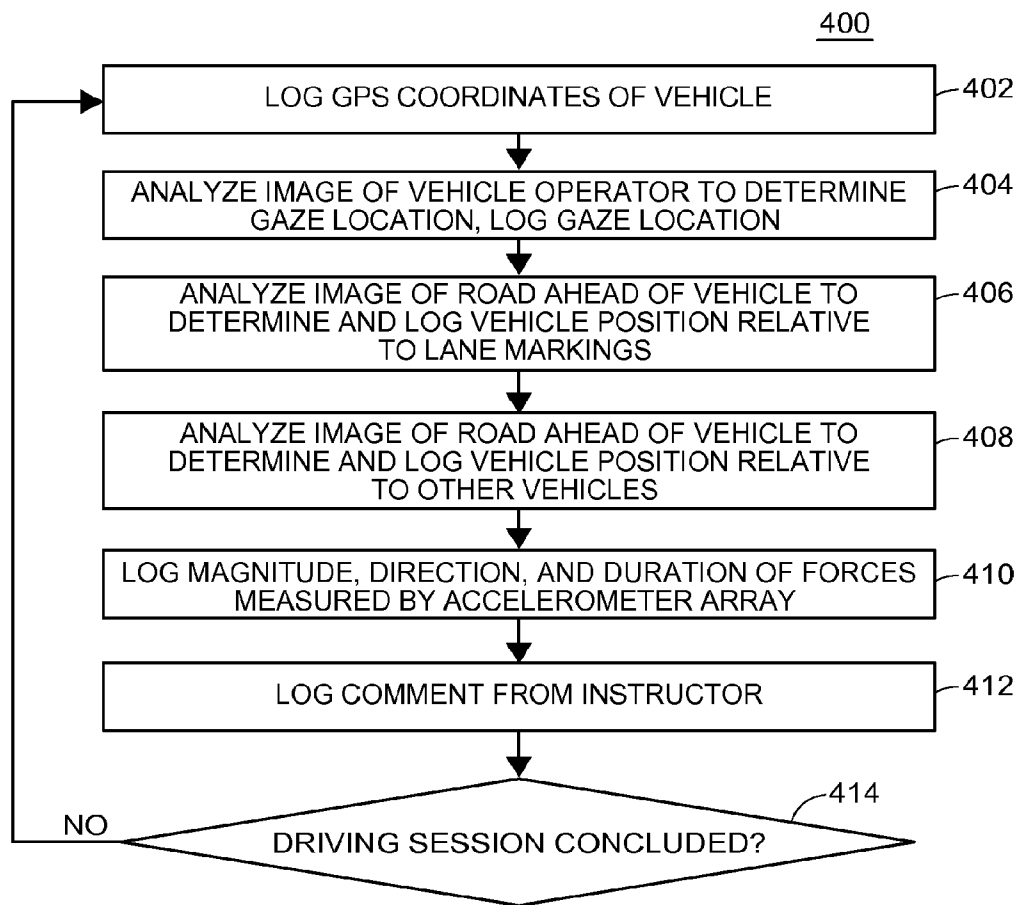 400
LOG GPS COORDINATES OF VEHICLE
402
ANALYZE IMAGE OF VEHICLE OPERATOR TO DETERMINE
GAZE LOCATION, LOG GAZE LOCATION
404
ANALYZE IMAGE OF ROAD AHEAD OF VEHICLE TO
DETERMINE AND LOG VEHICLE POSITION RELATIVE
TO LANE MARKINGS
406
ANALYZE IMAGE OF ROAD AHEAD OF VEHICLE TO
DETERMINE AND LOG VEHICLE POSITION RELATIVE
TO OTHER VEHICLES
408
LOG MAGNITUDE, DIRECTION, AND DURATION OF FORCES
MEASURED BY ACCELEROMETER ARRAY
410
LOG COMMENT FROM INSTRUCTOR
412
414
NO
DRIVING SESSION CONCLUDED?